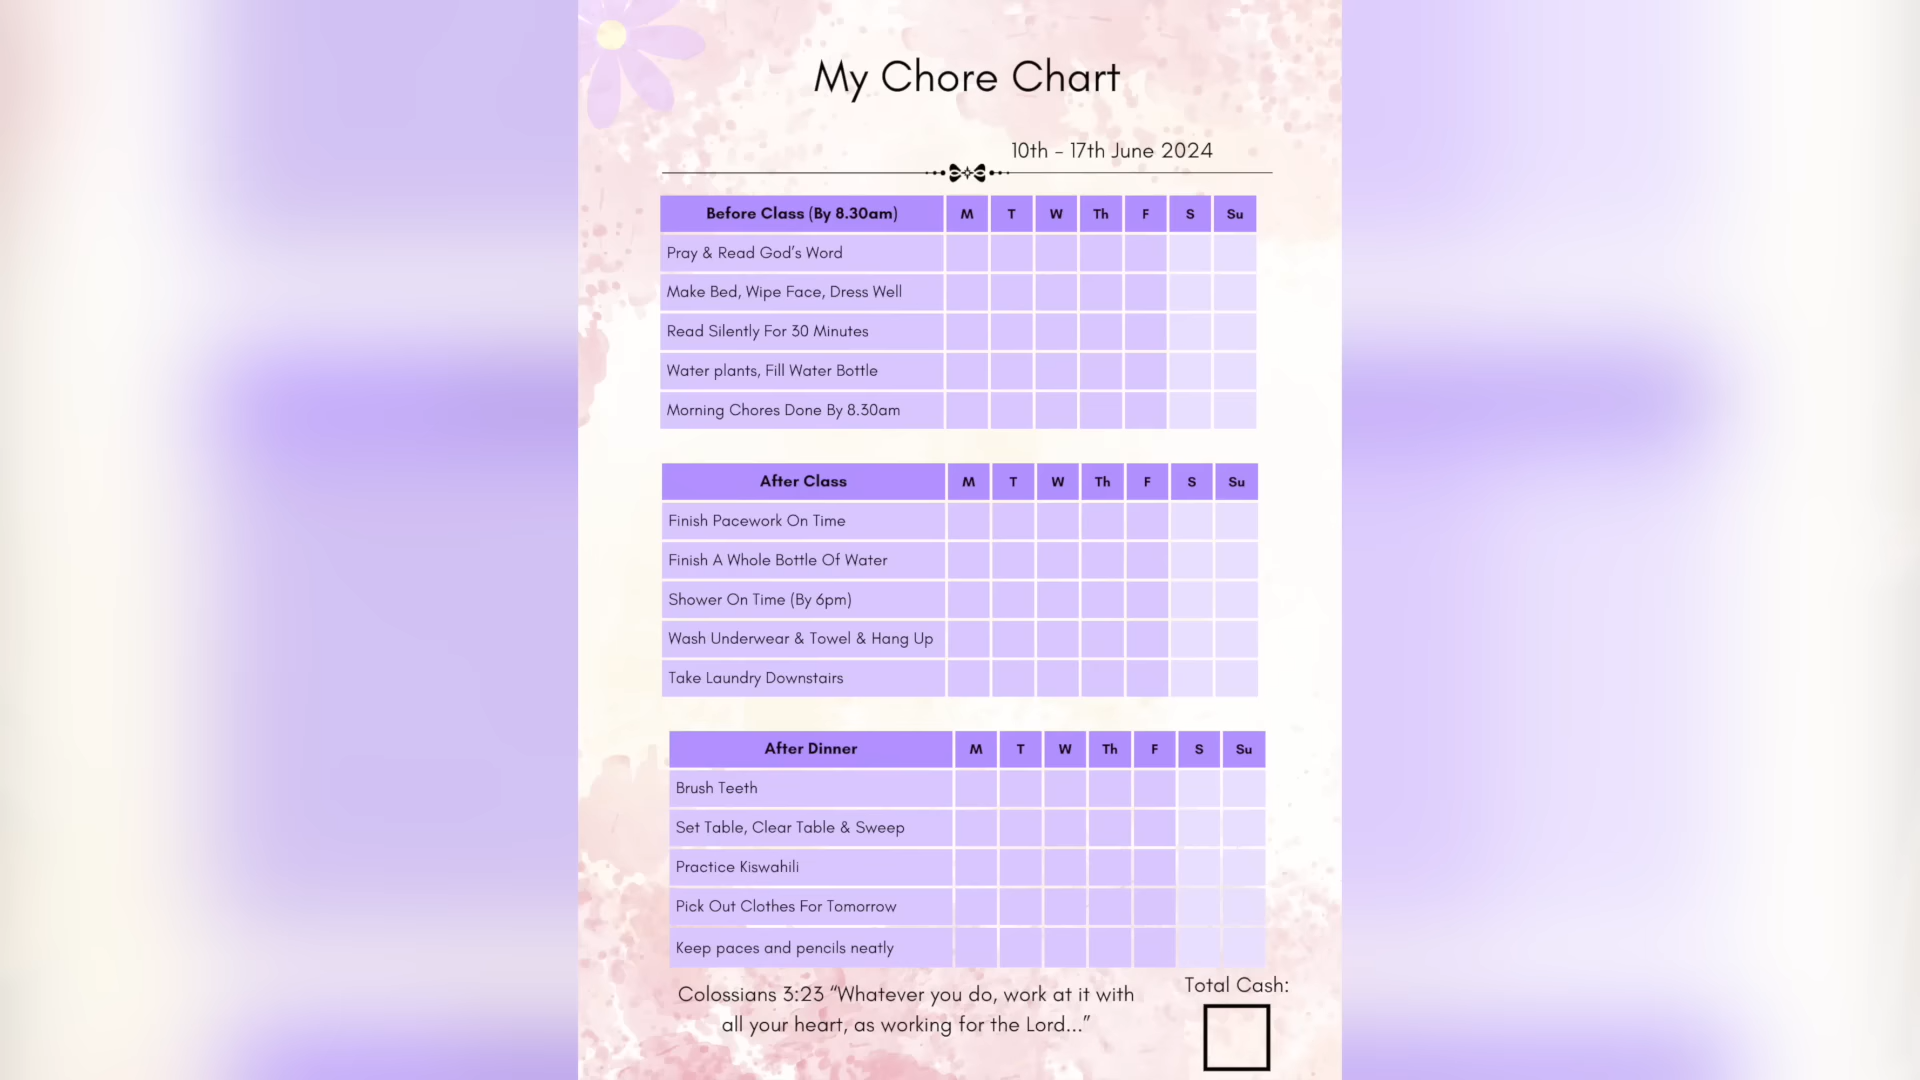 My Chore Chart
10th - 17th June 2024
Before Class (By 8.30am) M T W Th F S Su
Pray & Read God's Word
Make Bed, Wipe Face, Dress Well
Read Silently For 30 Minutes
Water plants, Fill Water Bottle
Morning Chores Done By 8.30am
After Class M T W Th F S Su
Finish Pacework On Time
Finish A Whole Bottle Of Water
Shower On Time (By 6pm)
Wash Underwear & Towel & Hang Up
Take Laundry Downstairs
After Dinner M T W Th F S Su
Brush Teeth
Set Table, Clear Table & Sweep
Practice Kiswahili
Pick Out Clothes For Tomorrow
Keep paces and pencils neatly
Colossians 3:23 “Whatever you do, work at it with
all your heart, as working for the Lord...”
Total Cash: